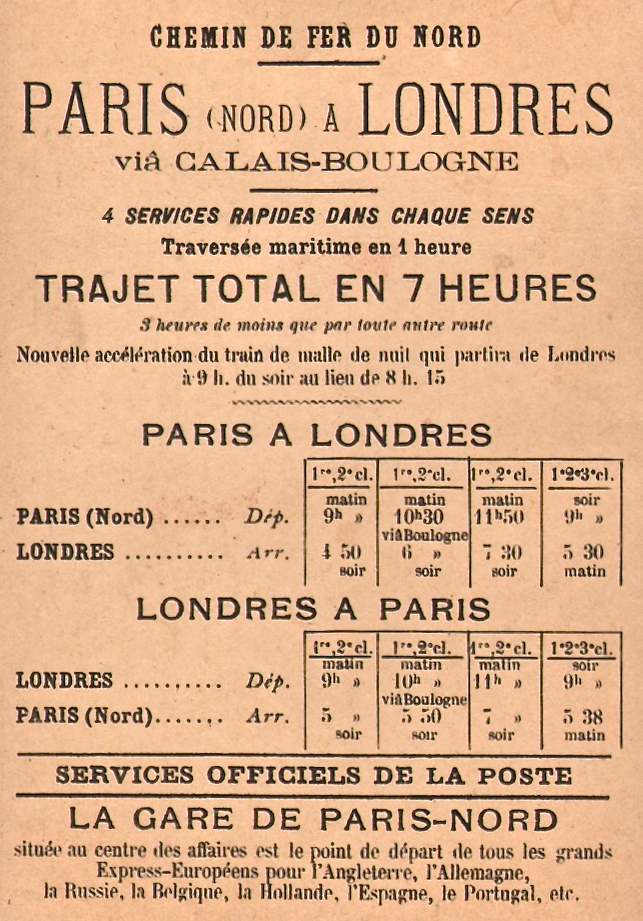 CHEMIN DE FER DU NORD
PARIS (NORD) A LONDRES
viâ CALAIS-BOULOGNE
4 SERVICES RAPIDES DANS CHAQUE SENS
Traversée maritime en 1 heure
TRAJET TOTAL EN 7 HEURES
3 heures de moins que par toute autre route
Nouvelle accélération du train de malle de nuit qui partira de Londres
à 9 h. du soir au lieu de 8 h. 15
PARIS A LONDRES
1re,2e cl. 1re,2e cl. 1re,2e cl. 1e2e3e cl.
matin matin matin soir
PARIS (Nord) ...... Dép. 9h » 10h30 11h50 9h »
viâ Boulogne
LONDRES .......... Arr. 4 50 6 » 7 30 5 30
soir soir soir matin
LONDRES A PARIS
1re,2e cl. 1re,2e cl. 1re,2e cl. 1e2e3e cl.
matin matin matin soir
LONDRES .......... Dép. 9h » 10h » 11h » 9h »
viâ Boulogne
PARIS (Nord)....... Arr. 5 » 5 50 7 » 5 38
soir soir soir matin
SERVICES OFFICIELS DE LA POSTE
LA GARE DE PARIS-NORD
située au centre des affaires est le point de départ de tous les grands
Express-Européens pour l'Angleterre, l'Allemagne,
la Russie, la Belgique, la Hollande, l'Espagne, le Portugal, etc.